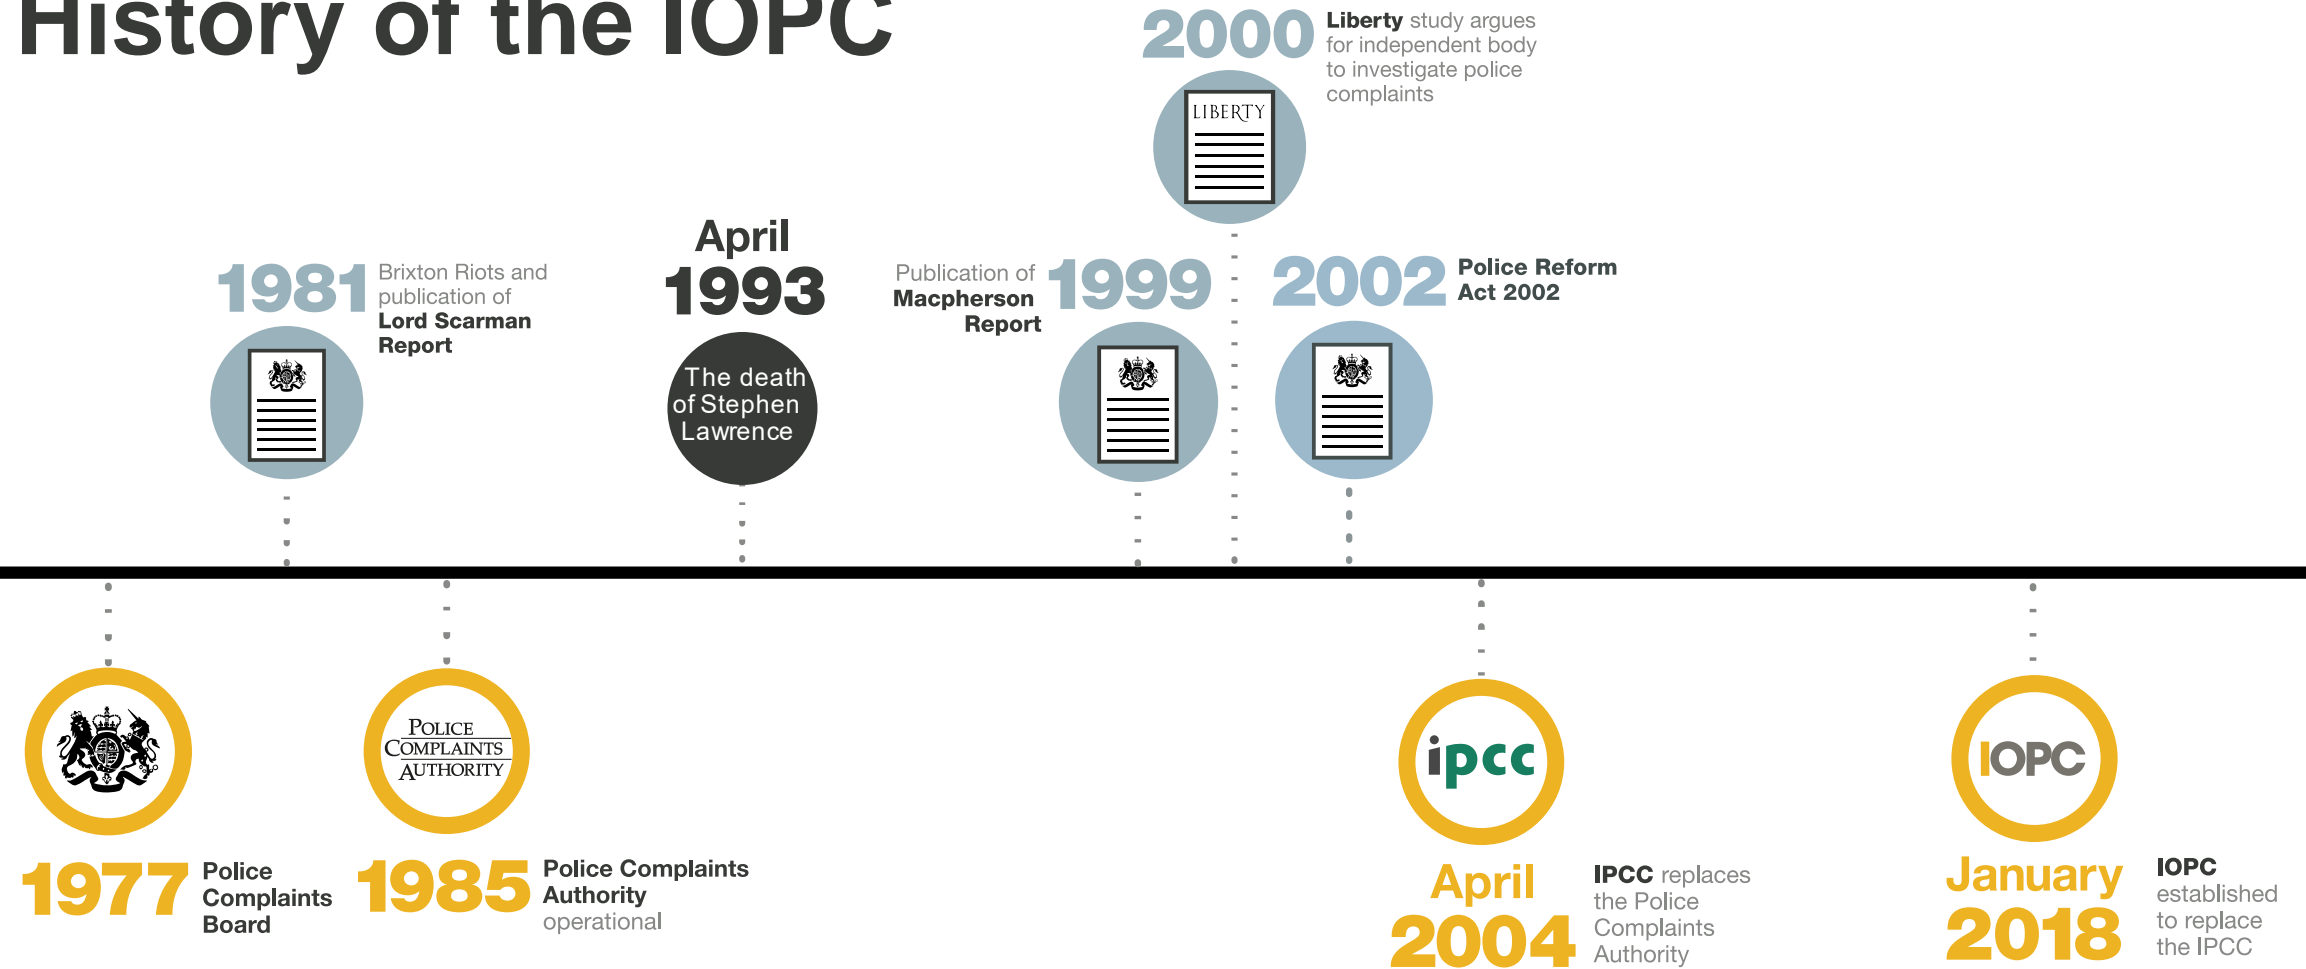 History of the IOPC
2000
Liberty study argues
for independent body
to investigate police
complaints
LIBERTY
1981
Brixton Riots and
publication of
Lord Scarman
Report
April
1993
The death
of Stephen
Lawrence
Publication of
Macpherson
Report
1999
2002
Police Reform
Act 2002
POLICE
COMPLAINTS
AUTHORITY
ipcc
IOPC
1977
Police
Complaints
Board
1985
Police Complaints
Authority
operational
April
2004
IPCC replaces
the Police
Complaints
Authority
January
2018
IOPC
established
to replace
the IPCC